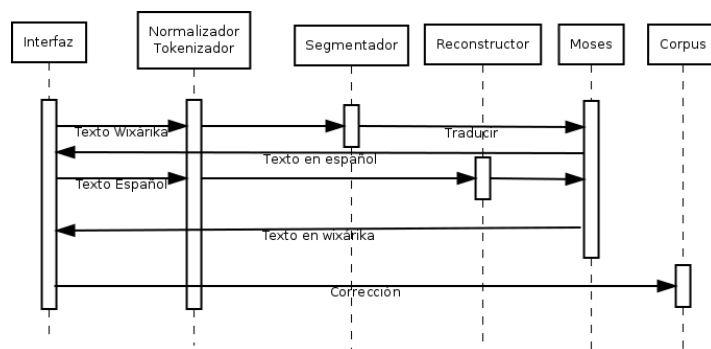 Interfaz
Normalizador
Tokenizador
Segmentador
Reconstructor
Moses
Corpus
Texto Wixárika
Traducir
Texto en español
Texto Español
Texto en wixárika
Corrección